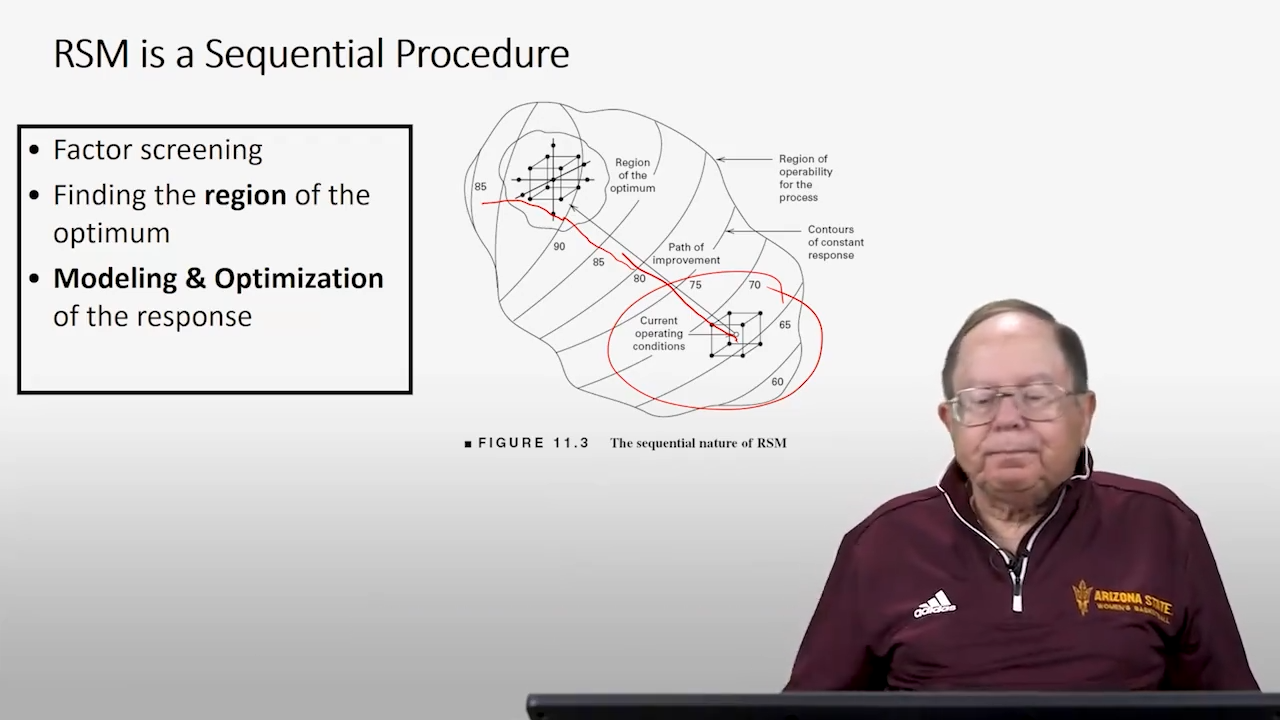 RSM is a Sequential Procedure
• Factor screening
• Finding the region of the
optimum
• Modeling & Optimization
of the response
85
Region
of the
optimum
Region of
operability
for the
process
Contours
of constant
response
90
85
80
Path of
improvement
75
70
65
60
Current
operating
conditions
■ FIGURE 11.3 The sequential nature of RSM
adidas
ARIZONA STATE
WOMEN'S BASKETBALL